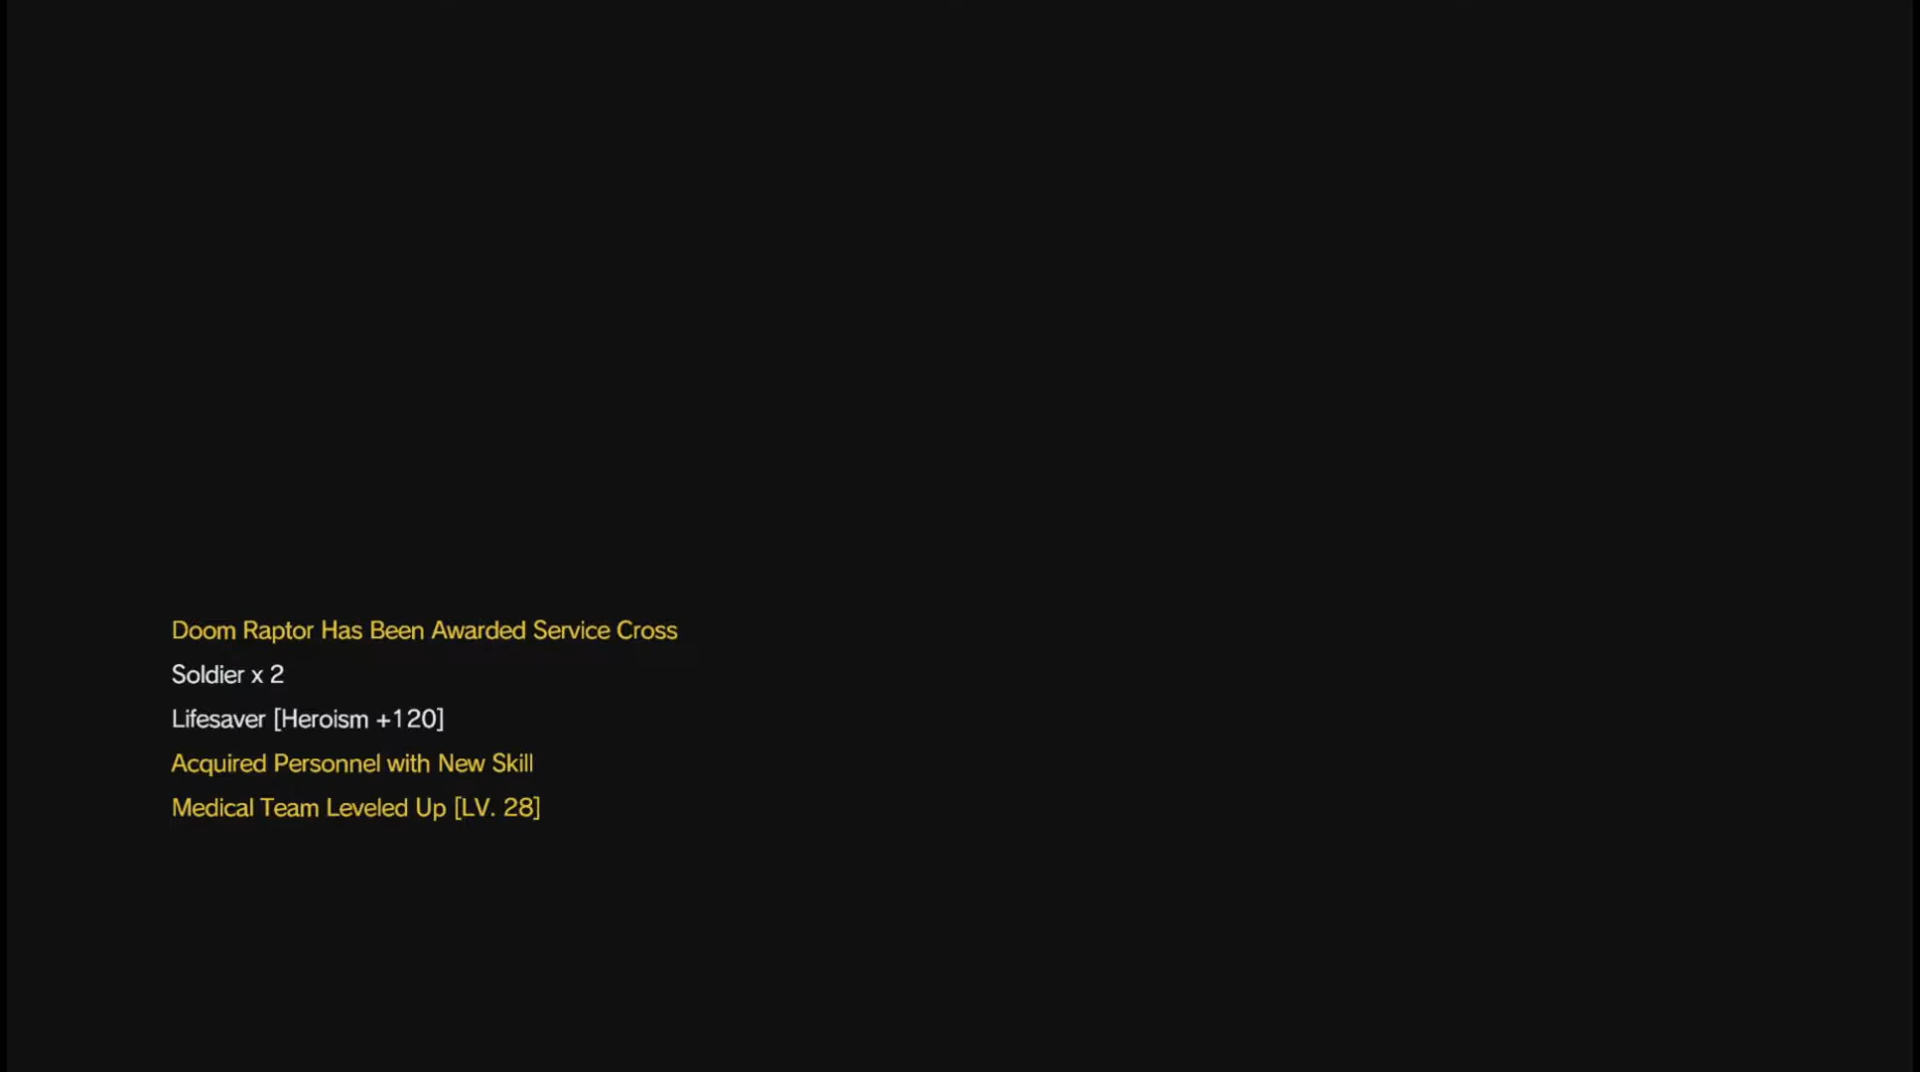 Doom Raptor Has Been Awarded Service Cross
Soldier x 2
Lifesaver [Heroism +120]
Acquired Personnel with New Skill
Medical Team Leveled Up [LV. 28]